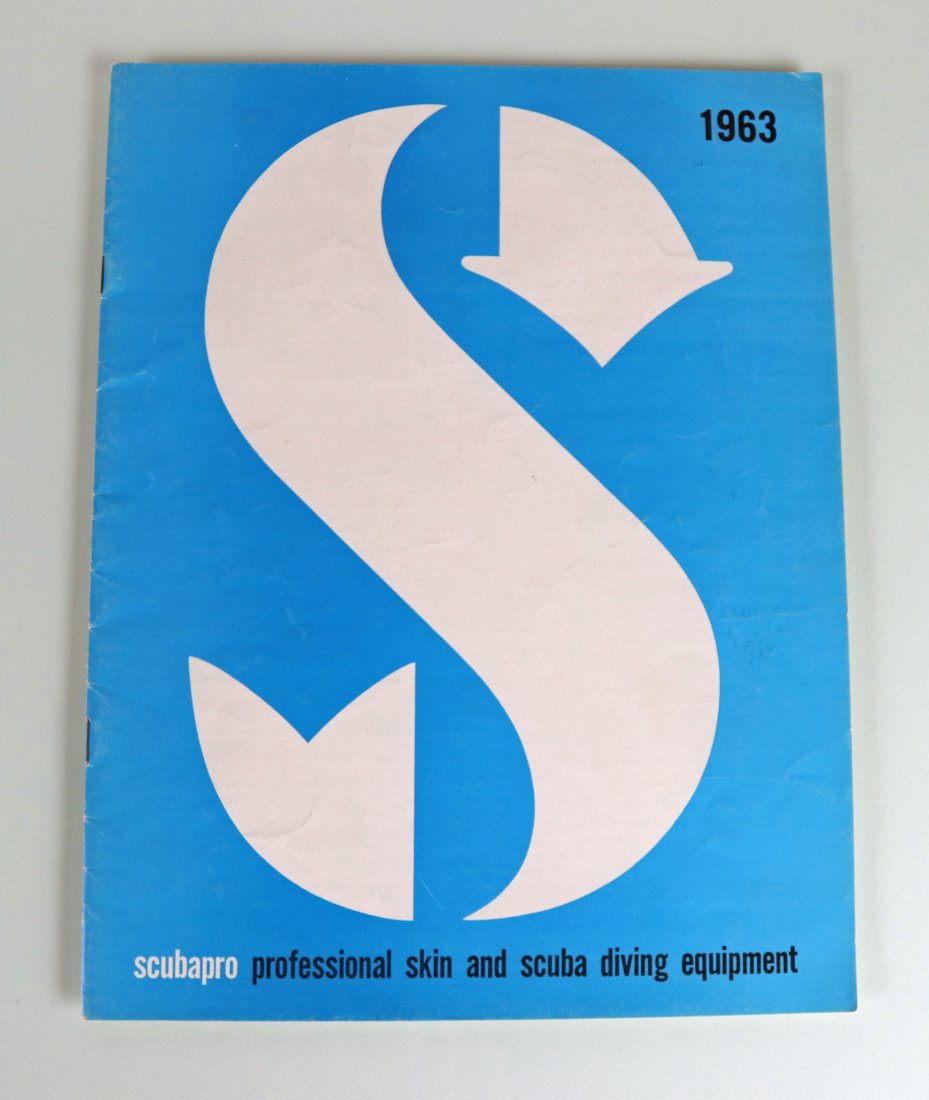 1963
S
scubapro professional skin and scuba diving equipment